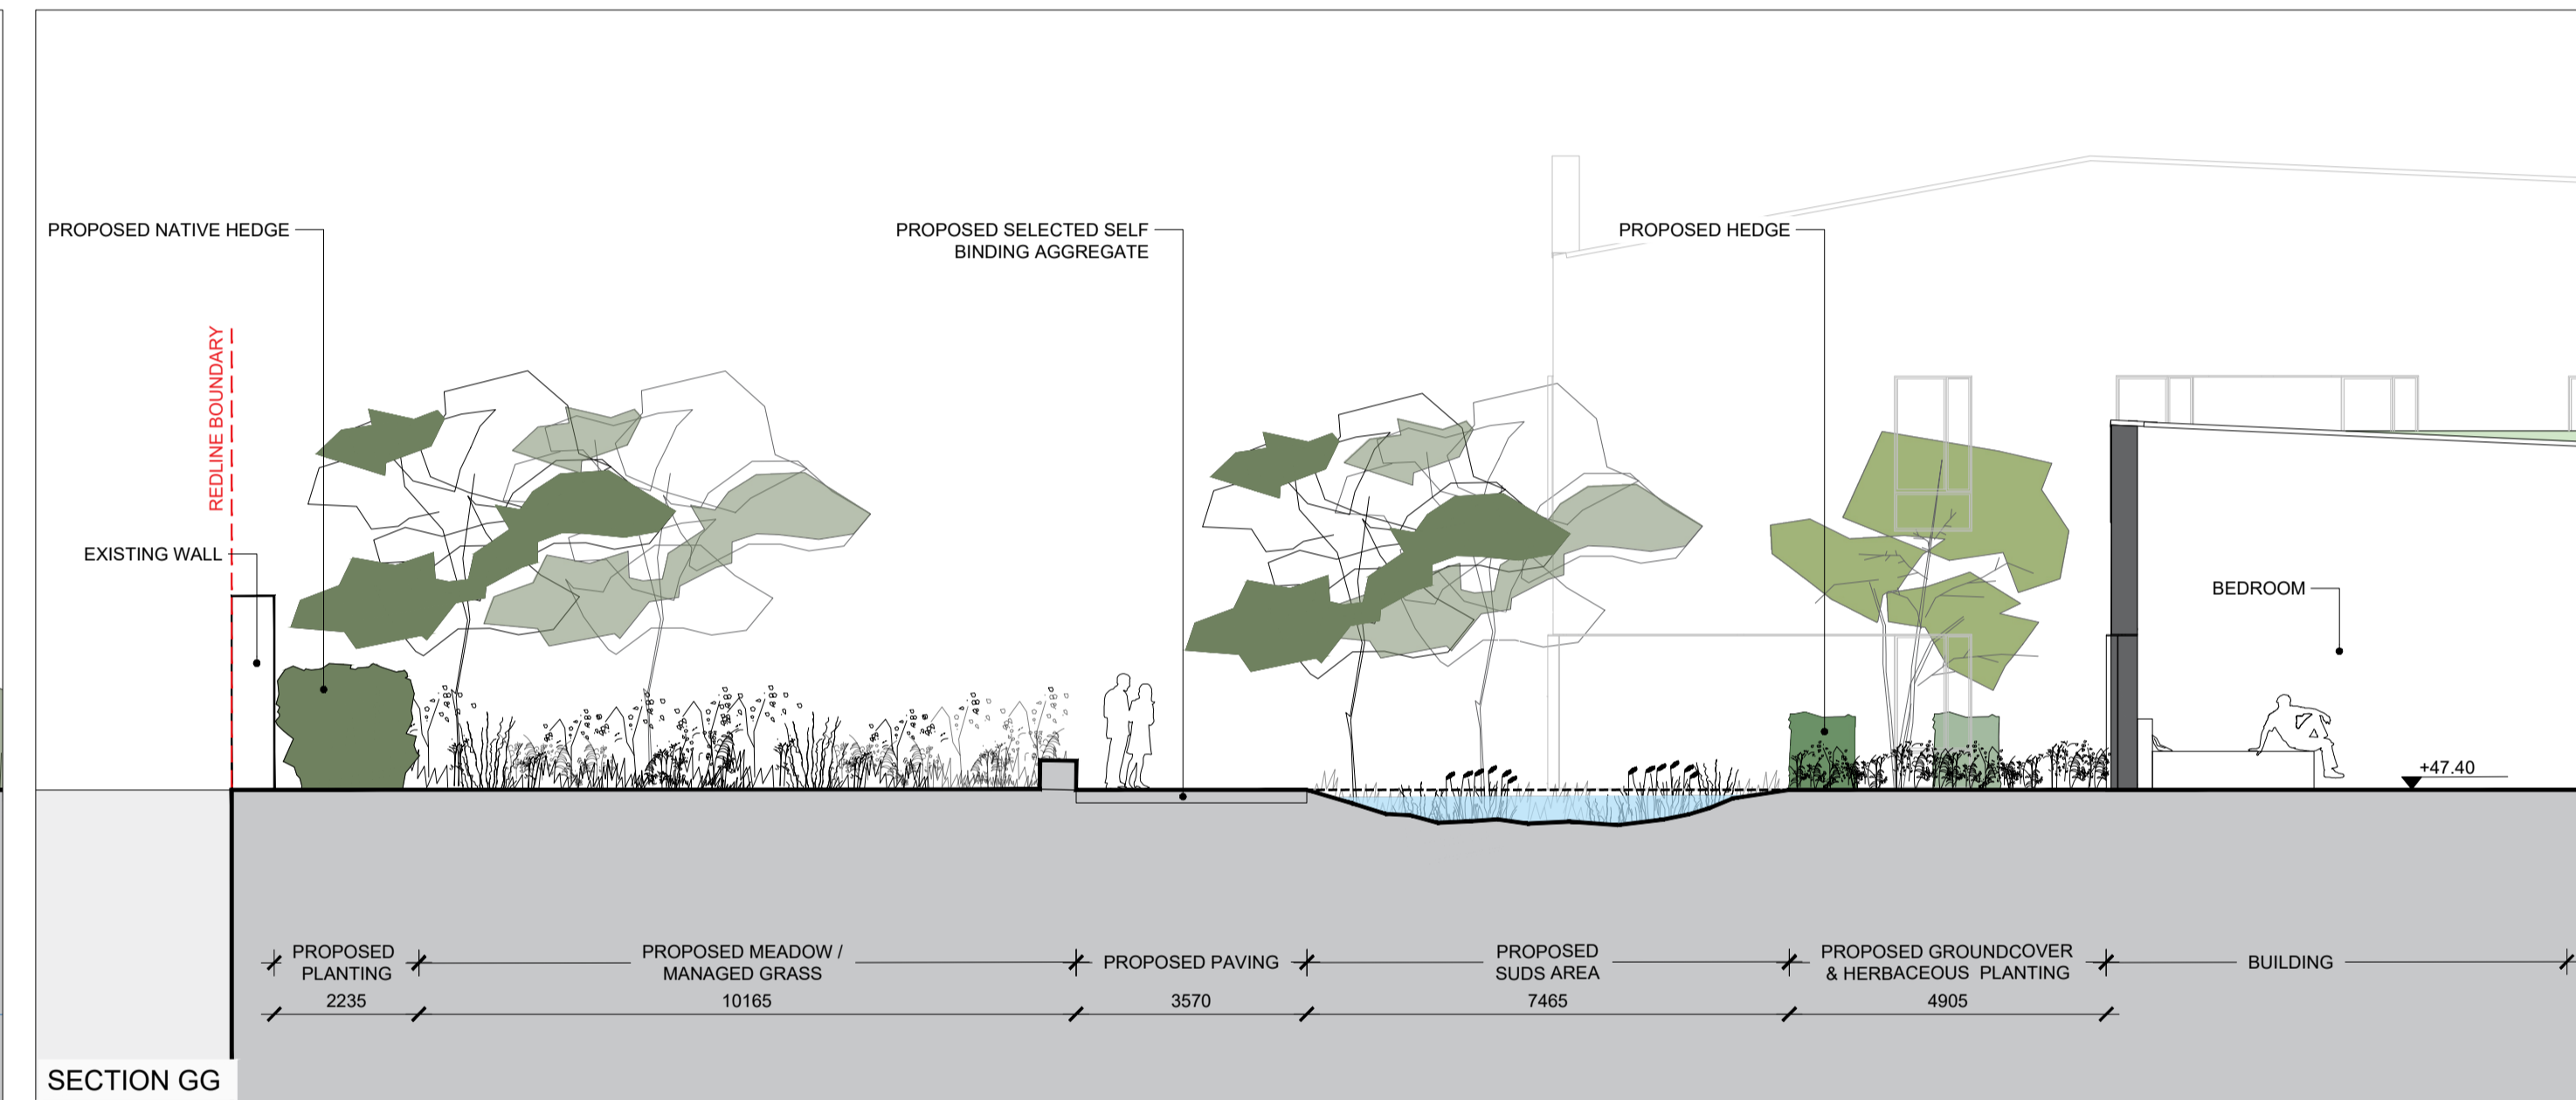 PROPOSED NATIVE HEDGE
PROPOSED SELECTED SELF
BINDING AGGREGATE
PROPOSED HEDGE
REDLINE BOUNDARY
EXISTING WALL
BEDROOM
+47.40
PROPOSED
PLANTING
2235
PROPOSED MEADOW /
MANAGED GRASS
10165
PROPOSED PAVING
3570
PROPOSED
SUDS AREA
7465
PROPOSED GROUNDCOVER
& HERBACEOUS PLANTING
4905
BUILDING
SECTION GG